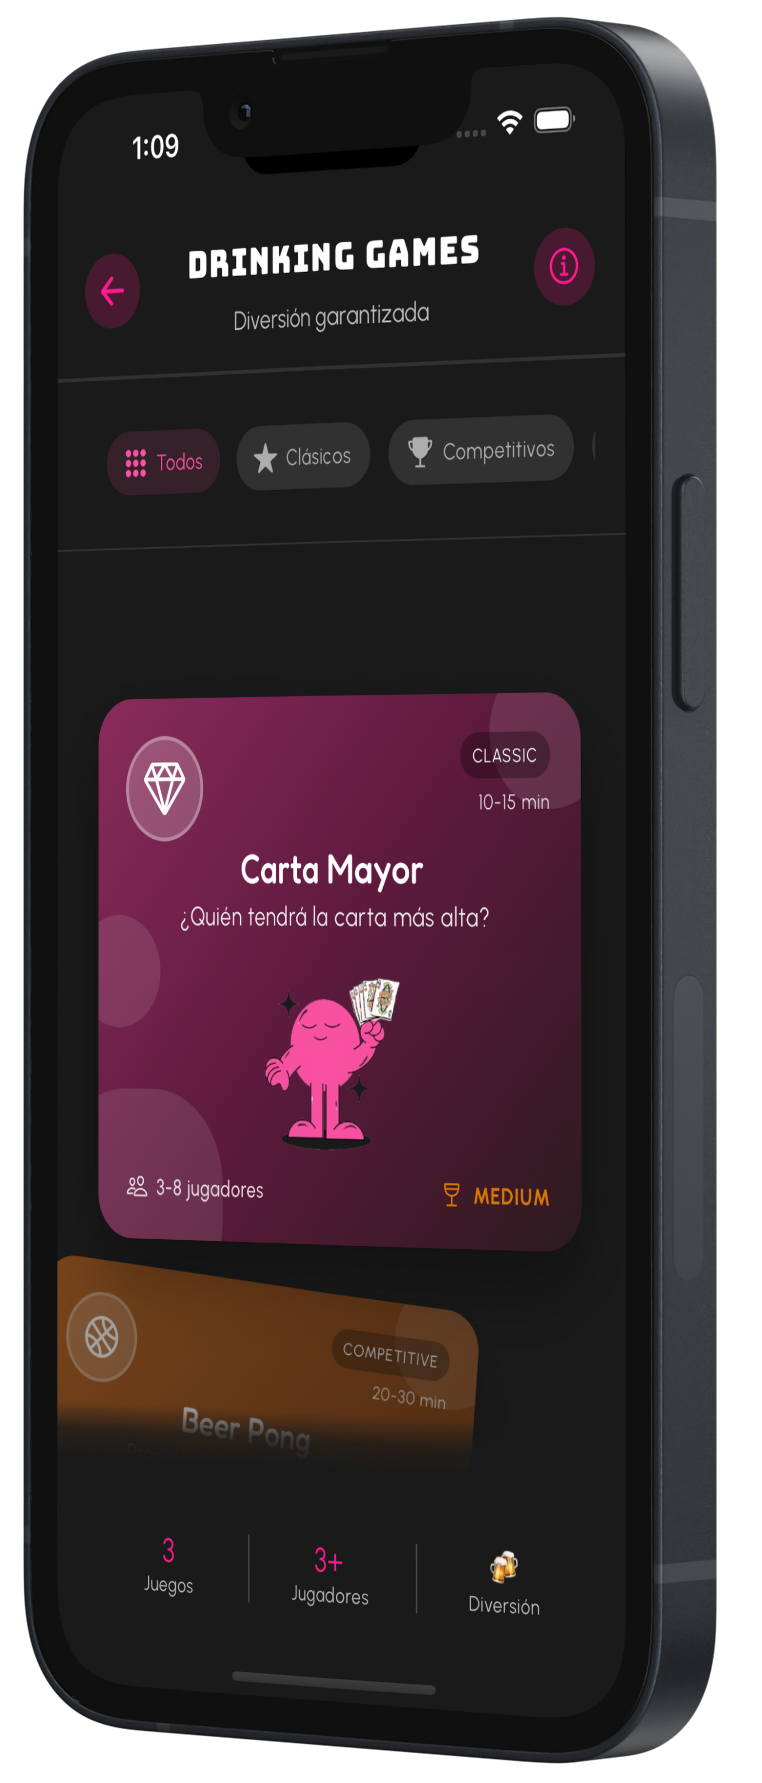 1:09
DRINKING GAMES
Diversión garantizada
Todos
Clásicos
Competitivos
CLASSIC
10-15 min
Carta Mayor
¿Quién tendrá la carta más alta?
3-8 jugadores
MEDIUM
COMPETITIVE
20-30 min
Beer Pong
3
Juegos
3+
Jugadores
Diversión